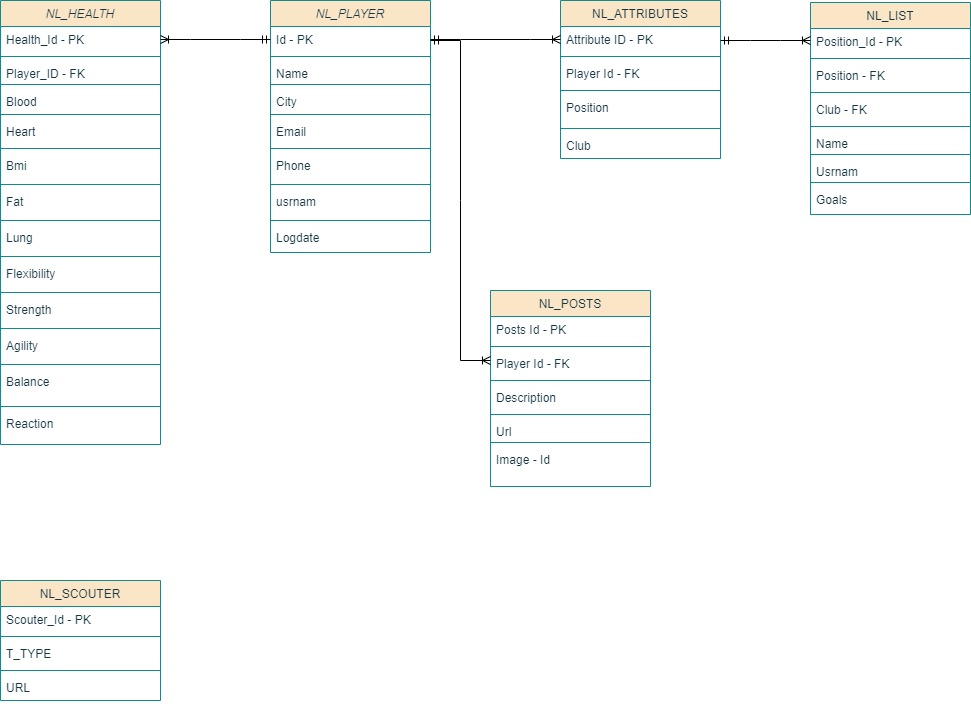 NL_HEALTH
Health_Id - PK
Player_ID - FK
Blood
Heart
Bmi
Fat
Lung
Flexibility
Strength
Agility
Balance
Reaction
NL_PLAYER
Id - PK
Name
City
Email
Phone
usrnam
Logdate
NL_ATTRIBUTES
Attribute ID - PK
Player Id - FK
Position
Club
NL_LIST
Position_Id - PK
Position - FK
Club - FK
Name
Usrnam
Goals
NL_POSTS
Posts Id - PK
Player Id - FK
Description
Url
Image - Id
NL_SCOUTER
Scouter_Id - PK
T_TYPE
URL